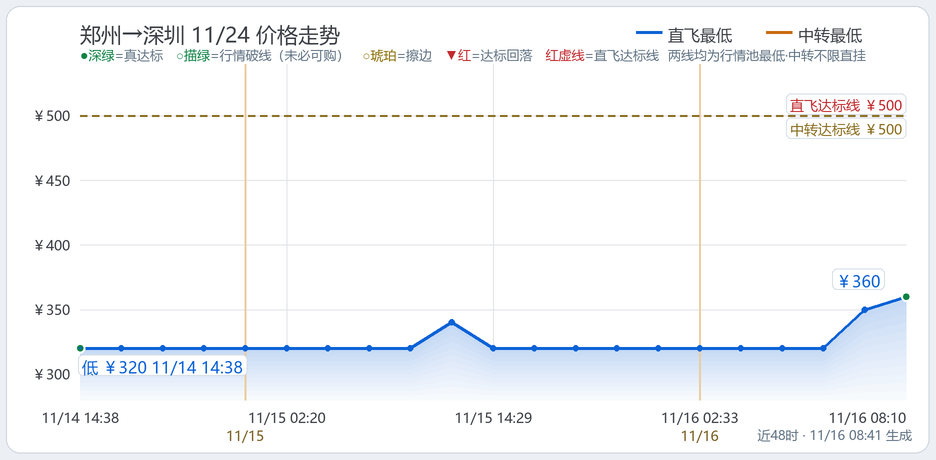 郑州→深圳 11/24 价格走势
直飞最低 中转最低
●深绿=真达标 ○描绿=行情破线（未必可购） ○琥珀=擦边 ▼红=达标回落 红虚线=直飞达标线 两线均为行情池最低·中转不限直挂
直飞达标线 ￥500
￥500
中转达标线 ￥500
￥450
￥400
￥360
￥350
低 ￥320 11/14 14:38
￥300
11/14 14:38 11/15 02:20 11/15 14:29 11/16 02:33 11/16 08:10
11/15 11/16 近48时 · 11/16 08:41 生成